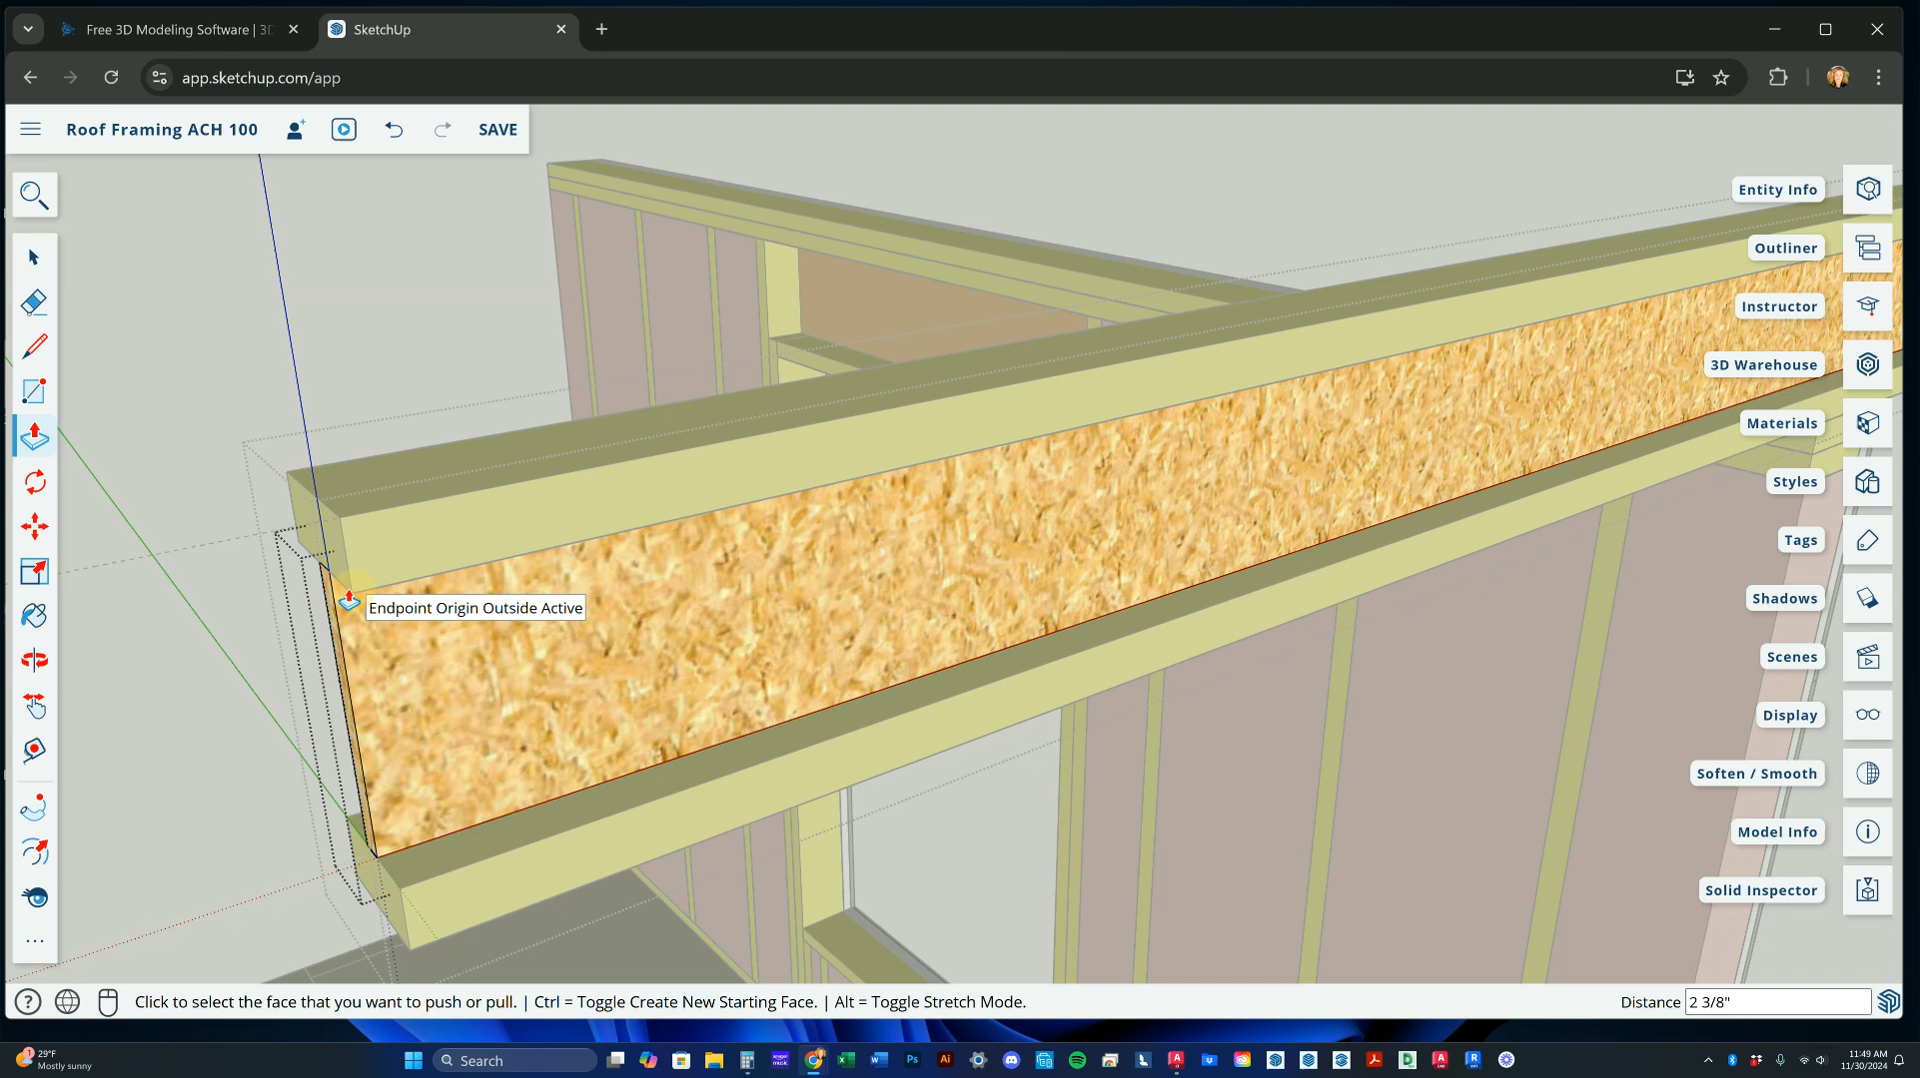 Free 3D Modeling Software | 3D
SketchUp
app.sketchup.com/app
Roof Framing ACH 100
SAVE
Entity Info
Outliner
Instructor
3D Warehouse
Materials
Styles
Tags
Shadows
Scenes
Display
Soften / Smooth
Model Info
Solid Inspector
Endpoint Origin Outside Active
Click to select the face that you want to push or pull. | Ctrl = Toggle Create New Starting Face. | Alt = Toggle Stretch Mode.
Distance 2 3/8"
29°F
Mostly sunny
Search
11:49 AM
11/30/2024